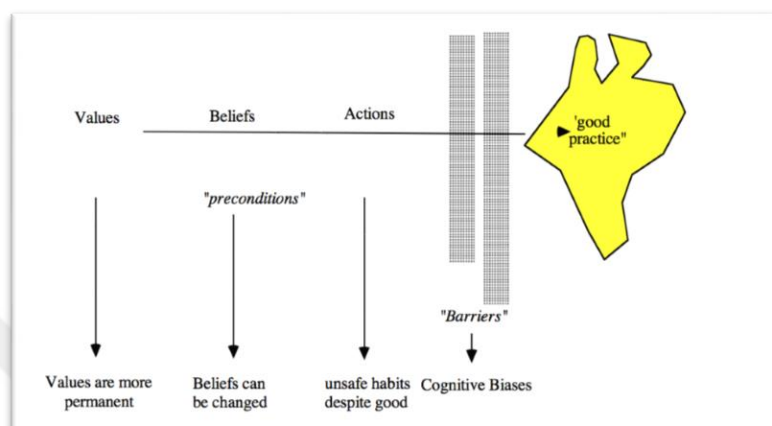 Values
Beliefs
Actions
'good
practice"
"preconditions"
"Barriers"
Values are more
permanent
Beliefs can
be changed
unsafe habits
despite good
Cognitive Biases